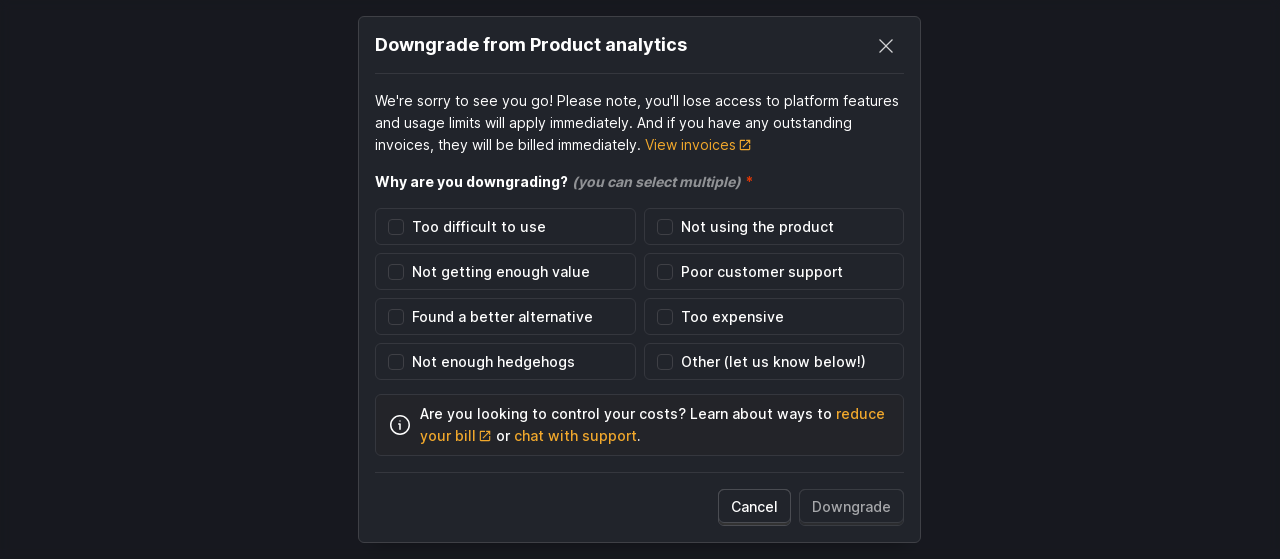 Downgrade from Product analytics
We're sorry to see you go! Please note, you'll lose access to platform features
and usage limits will apply immediately. And if you have any outstanding
invoices, they will be billed immediately. View invoices
Why are you downgrading? (you can select multiple) *
Too difficult to use
Not using the product
Not getting enough value
Poor customer support
Found a better alternative
Too expensive
Not enough hedgehogs
Other (let us know below!)
Are you looking to control your costs? Learn about ways to reduce
your bill or chat with support.
Cancel
Downgrade